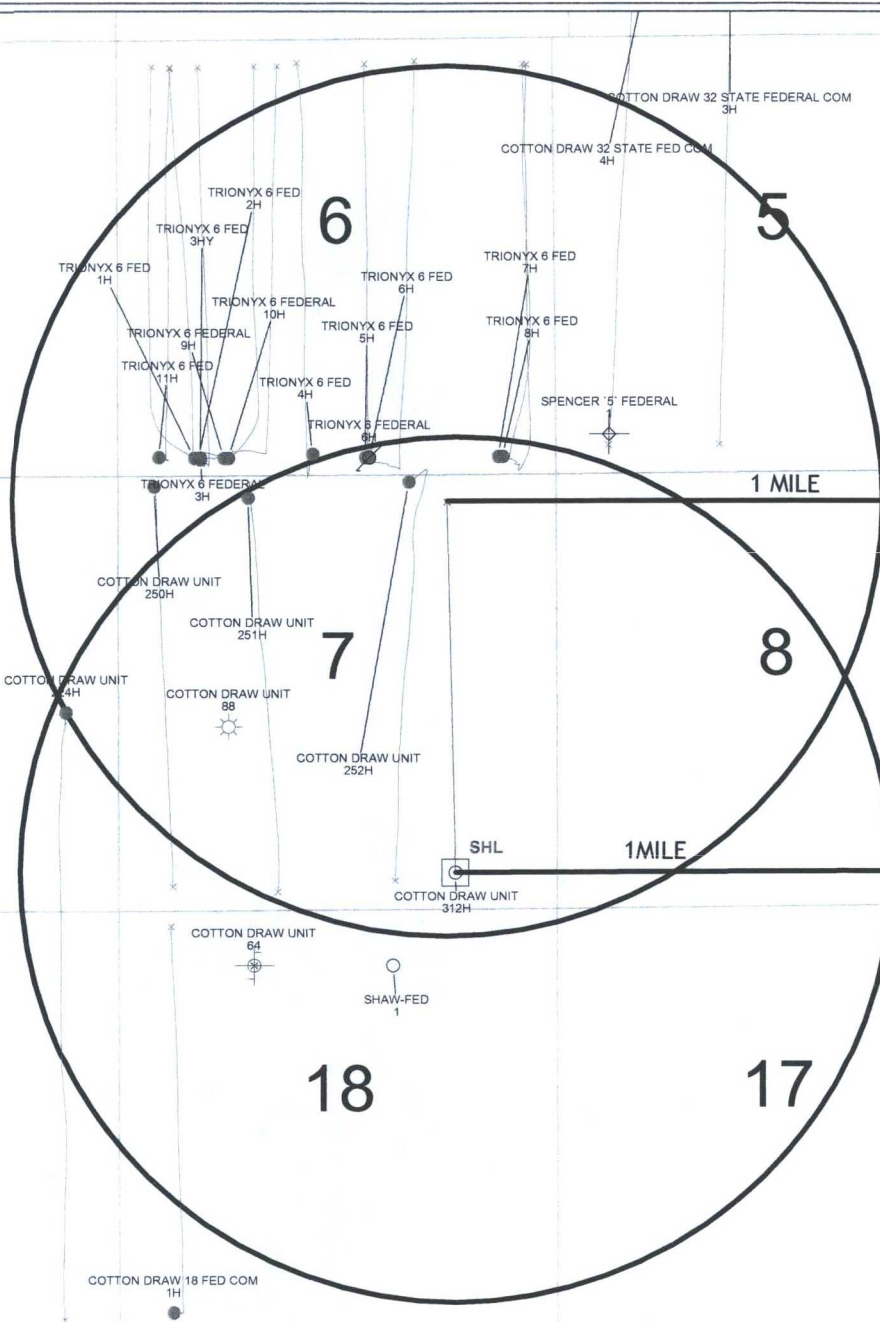 COTTON DRAW 32 STATE FEDERAL COM
3H
COTTON DRAW 32 STATE FED COM
4H
TRIONYX 6 FED
2H
6
5
TRIONYX 6 FED
3HY
TRIONYX 6 FED
1H
TRIONYX 6 FED
7H
TRIONYX 6 FED
6H
TRIONYX 6 FEDERAL
10H
TRIONYX 6 FED
5H
TRIONYX 6 FED
8H
TRIONYX 6 FEDERAL
9H
TRIONYX 6 FED
11H
TRIONYX 6 FED
4H
SPENCER '5' FEDERAL
1
TRIONYX 6 FEDERAL
6H
TRIONYX 6 FEDERAL
3H
1 MILE
COTTON DRAW UNIT
250H
COTTON DRAW UNIT
251H
7
8
COTTON DRAW UNIT
COTTON DRAW UNIT
88
COTTON DRAW UNIT
252H
SHL
1MILE
COTTON DRAW UNIT
312H
COTTON DRAW UNIT
64
SHAW-FED
1
18
17
COTTON DRAW 18 FED COM
1H